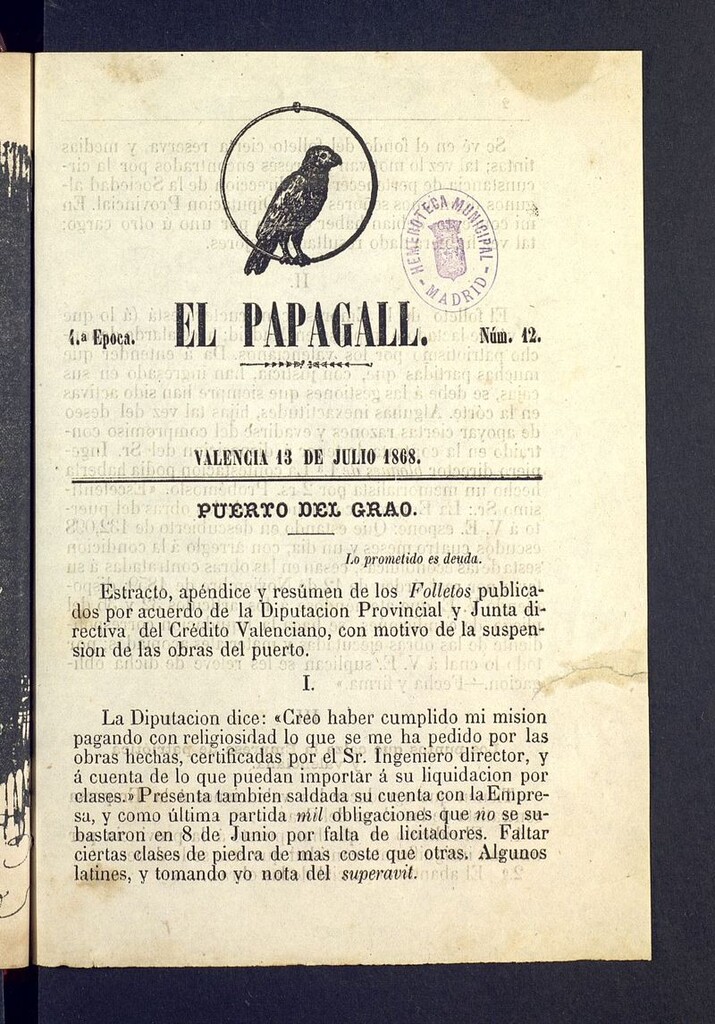 HEMEROTECA MUNICIPAL
MADRID
4.ª Epoca. EL PAPAGALL. Núm. 12.
VALENCIA 13 DE JULIO 1868.
PUERTO DEL GRAO.
Lo prometido es deuda.
Estracto, apéndice y resúmen de los Folletos publica-
dos por acuerdo de la Diputacion Provincial y Junta di-
rectiva del Crédito Valenciano, con motivo de la suspen-
sion de las obras del puerto.
I.
La Diputacion dice: «Creo haber cumplido mi mision
pagando con religiosidad lo que se me ha pedido por las
obras hechas, certificadas por el Sr. Ingeniero director, y
á cuenta de lo que puedan importar á su liquidacion por
clases.» Presenta tambien saldada su cuenta con la Empre-
sa, y como última partida mil obligaciones que no se su-
bastaron en 8 de Junio por falta de licitadores. Faltar
ciertas clases de piedra de mas coste que otras. Algunos
latines, y tomando yo nota del superavit.